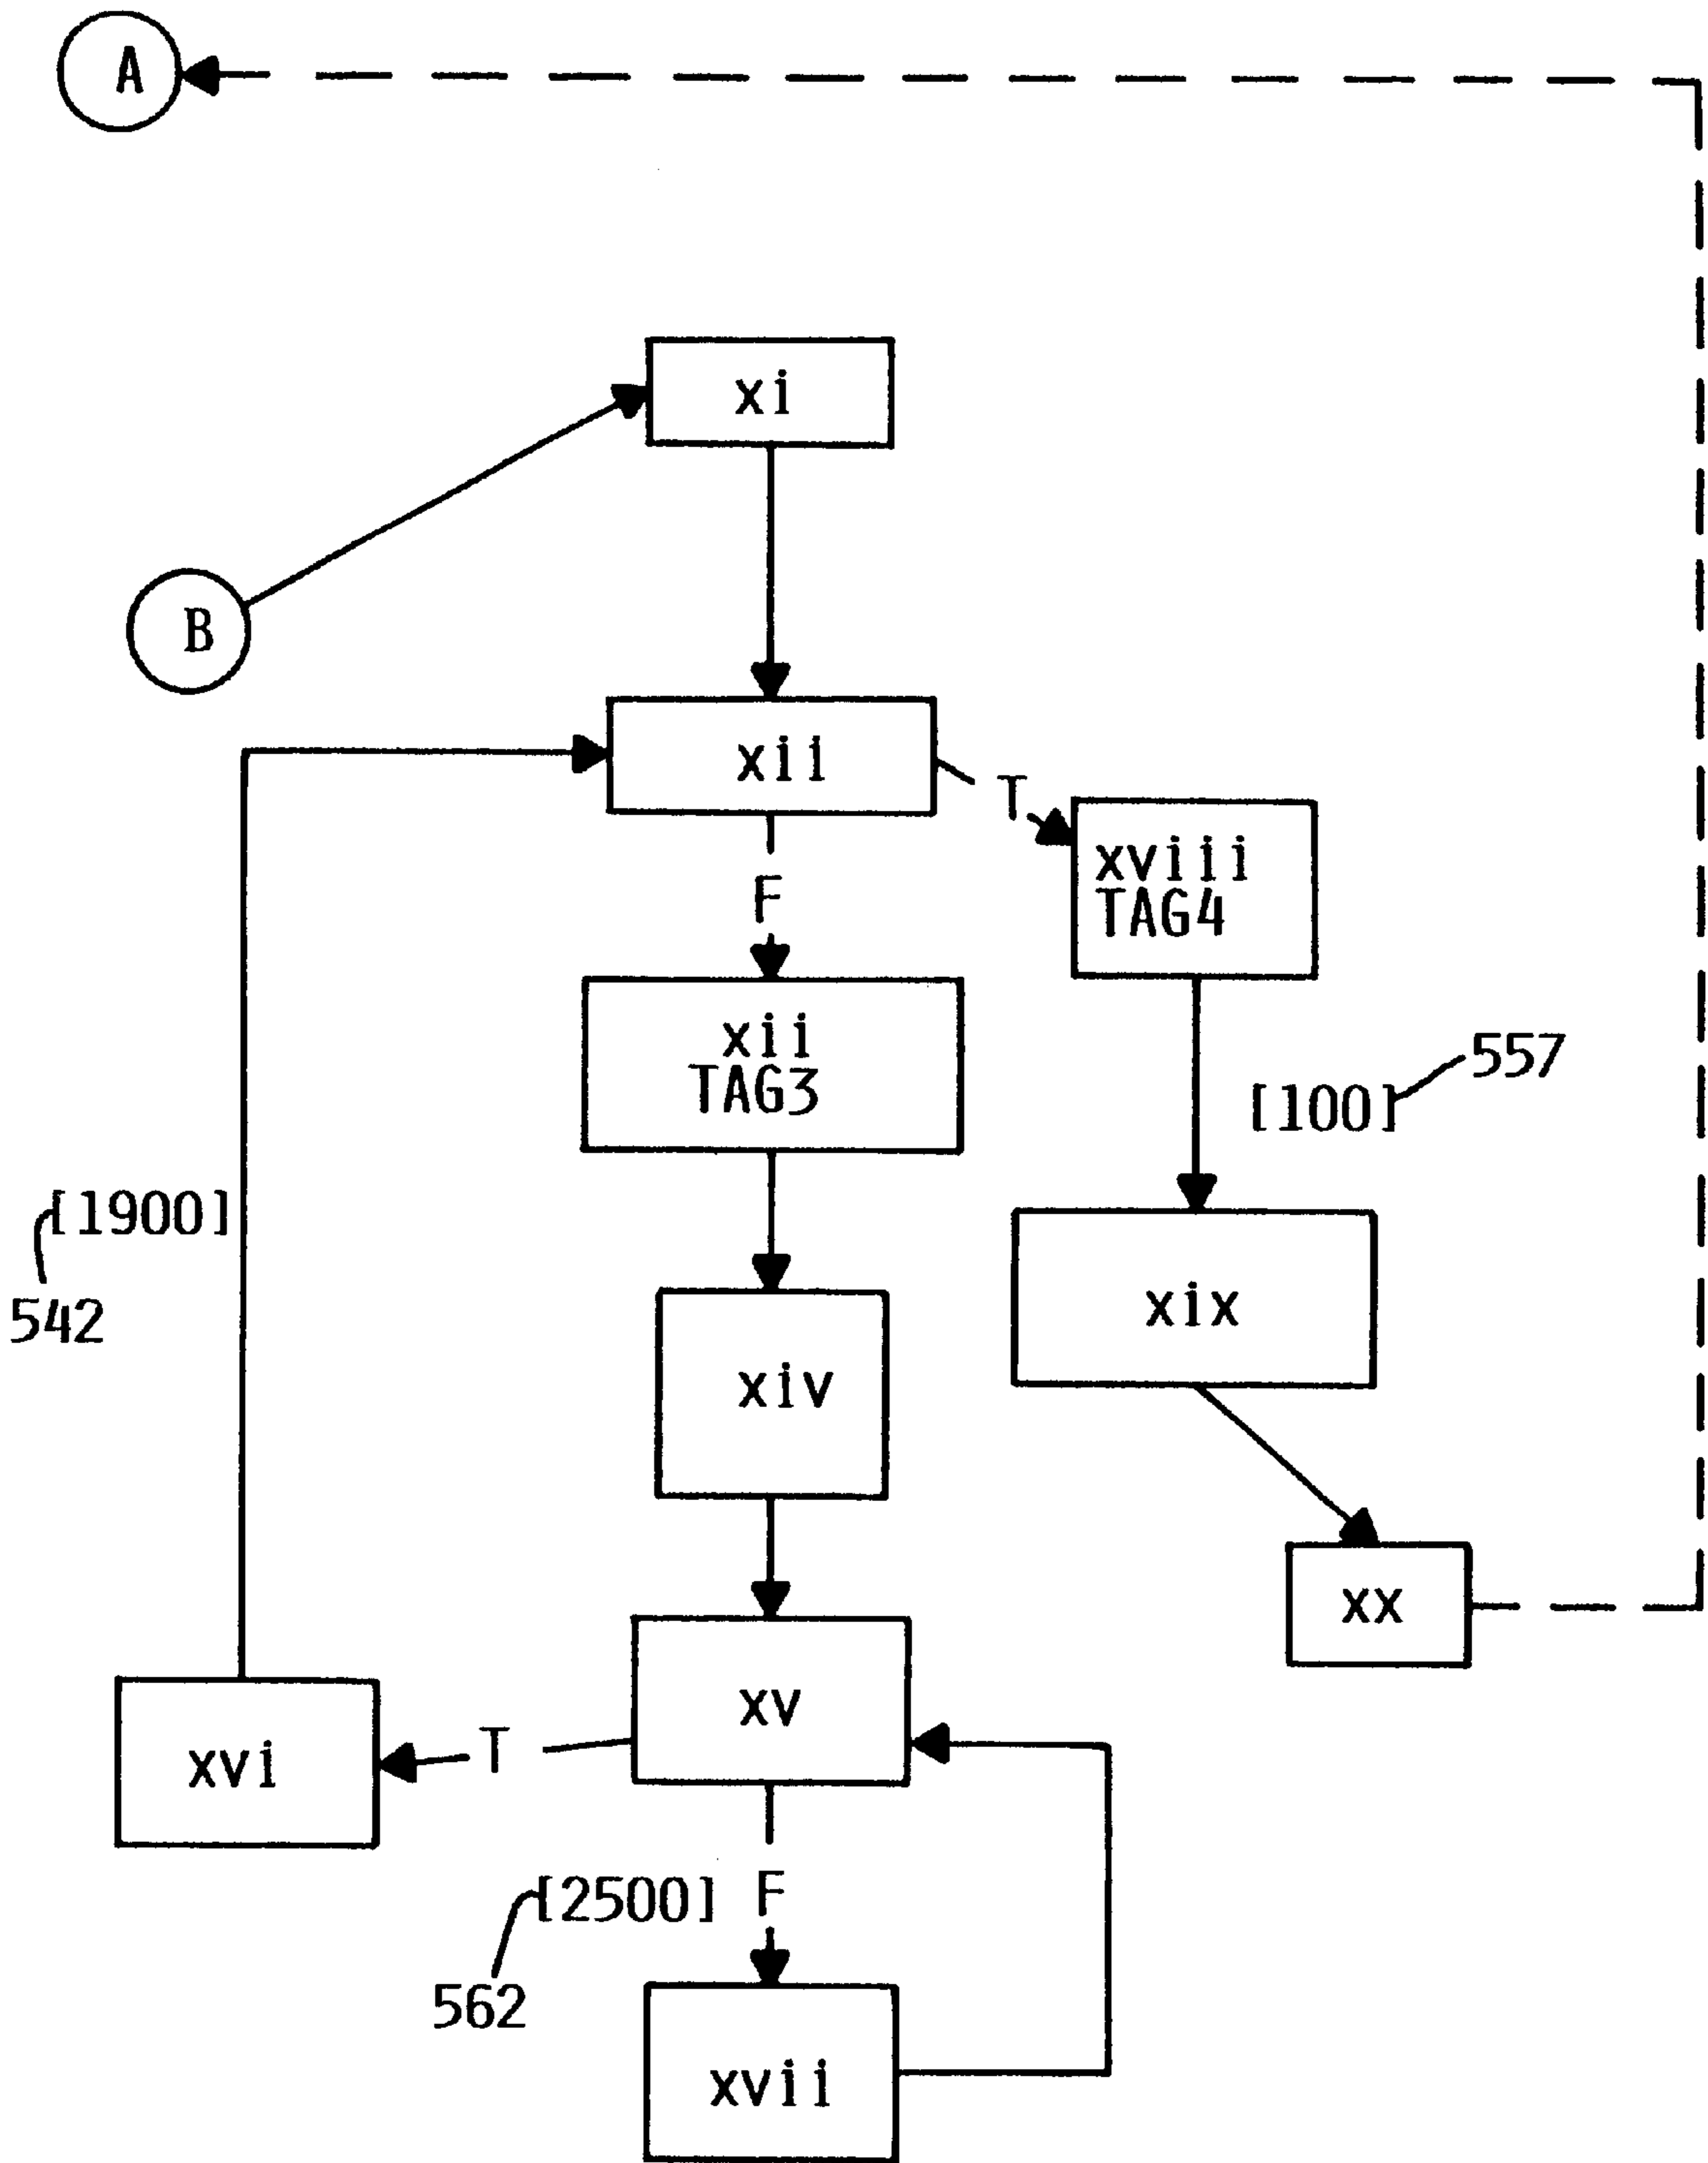 A
xi
B
xii
T
xviii
TAG4
F
xii
TAG3
557
[100]
[1900]
542
xix
xiv
xx
xv
T
xvi
[2500]
F
562
xvii